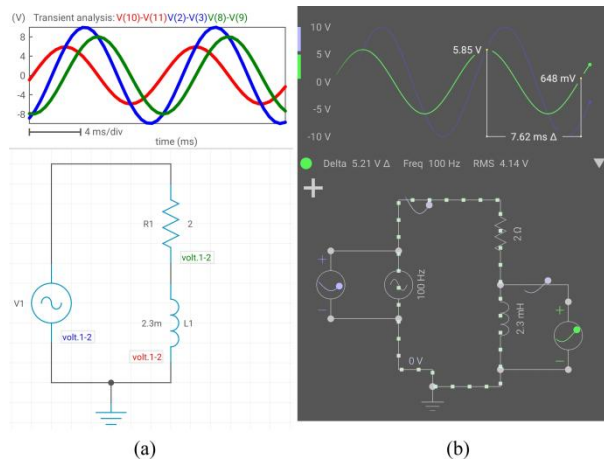 (V) Transient analysis: V(10)-V(11)V(2)-V(3)V(8)-V(9)
8
4
0
-4
-8
4 ms/div
time (ms)
R1 2
volt.1-2
V1
volt.1-2
2.3m L1
volt.1-2
(a)
10 V
5 V
0 V
-5 V
-10 V
5.85 V
648 mV
7.62 ms Δ
Delta 5.21 V Δ Freq 100 Hz RMS 4.14 V
2 Ω
100 Hz
2.3 mH
0 V
(b)